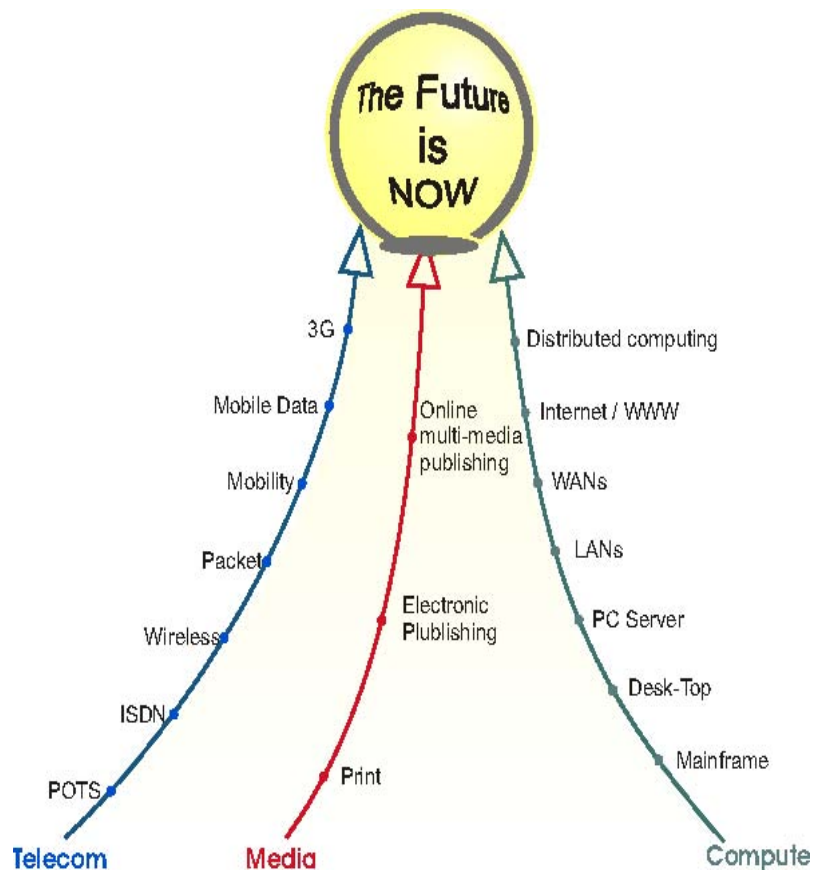 The Future
is
NOW
3G
Distributed computing
Mobile Data
Online
multi-media
publishing
Internet / WWW
Mobility
WANs
Packet
LANs
Electronic
Plublishing
PC Server
Wireless
Desk-Top
ISDN
Mainframe
Print
POTS
Telecom
Media
Compute